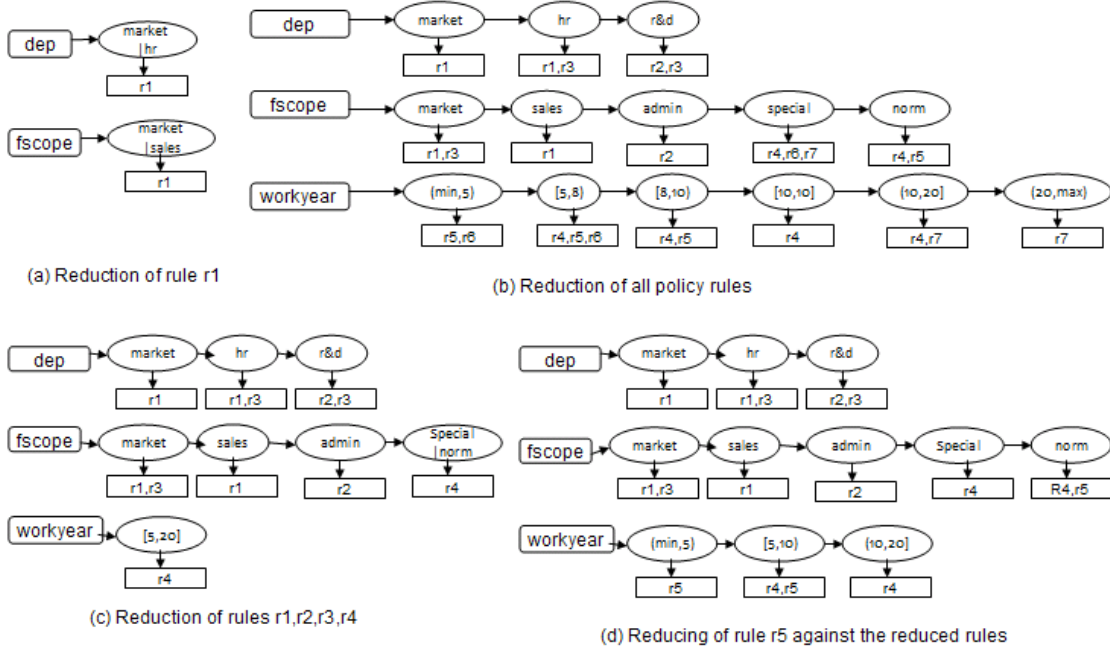 dep
market
|hr
r1
fscope
market
|sales
r1
(a) Reduction of rule r1
dep
market
hr
r&d
r1
r1,r3
r2,r3
fscope
market
sales
admin
special
norm
r1,r3
r1
r2
r4,r6,r7
r4,r5
workyear
(min,5)
[5,8)
[8,10)
[10,10]
(10,20]
(20,max)
r5,r6
r4,r5,r6
r4,r5
r4
r4,r7
r7
(b) Reduction of all policy rules
dep
market
hr
r&d
r1
r1,r3
r2,r3
fscope
market
sales
admin
Special
|norm
r1,r3
r1
r2
r4
workyear
[5,20]
r4
(c) Reduction of rules r1,r2,r3,r4
dep
market
hr
r&d
r1
r1,r3
r2,r3
fscope
market
sales
admin
Special
norm
r1,r3
r1
r2
r4
R4,r5
workyear
(min,5)
[5,10)
(10,20]
r5
r4,r5
r4
(d) Reducing of rule r5 against the reduced rules